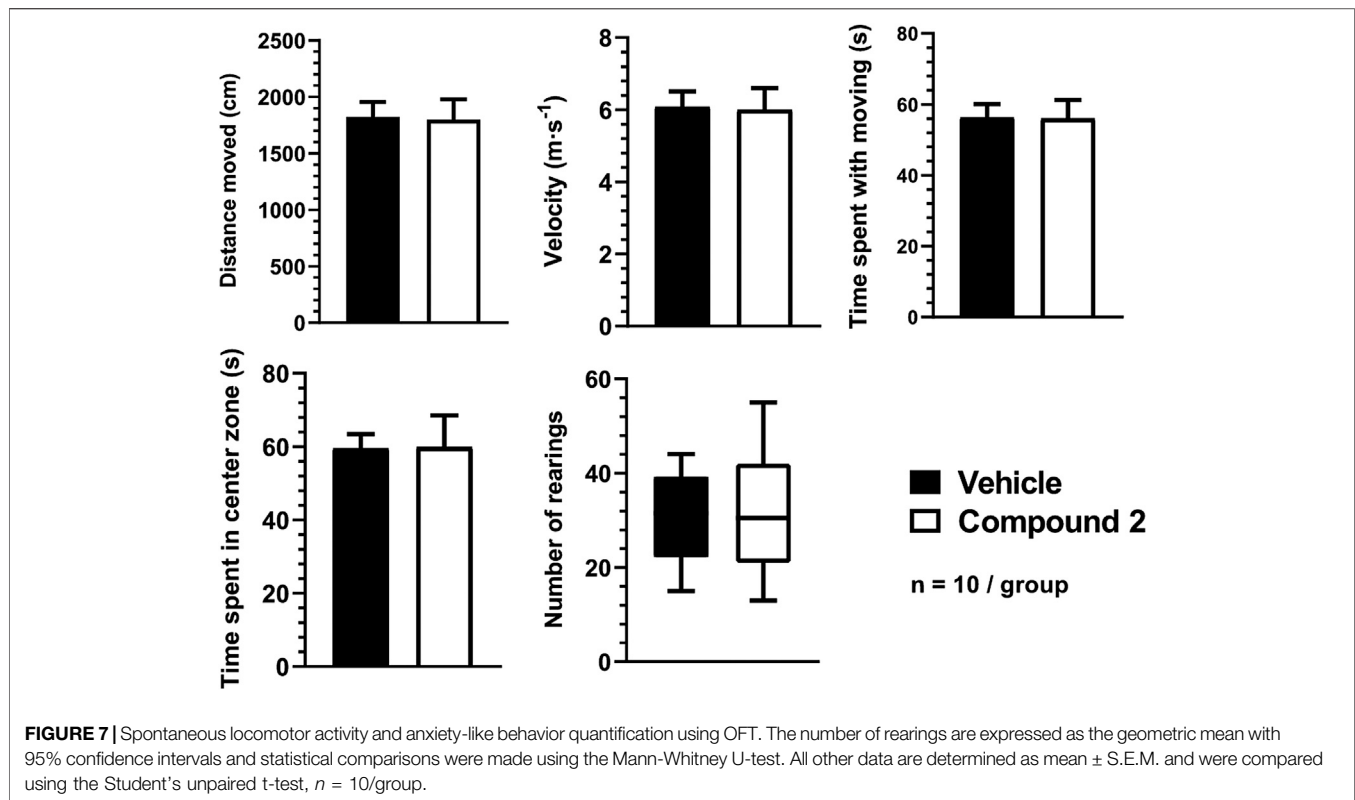 Distance moved (cm)
2500
2000
1500
1000
500
0
Velocity (m·s⁻¹)
8
6
4
2
0
Time spent with moving (s)
80
60
40
20
0
Time spent in center zone (s)
80
60
40
20
0
Number of rearings
60
40
20
0
Vehicle
Compound 2
n = 10 / group
FIGURE 7 | Spontaneous locomotor activity and anxiety-like behavior quantification using OFT. The number of rearings are expressed as the geometric mean with
95% confidence intervals and statistical comparisons were made using the Mann-Whitney U-test. All other data are determined as mean ± S.E.M. and were compared
using the Student’s unpaired t-test, n = 10/group.